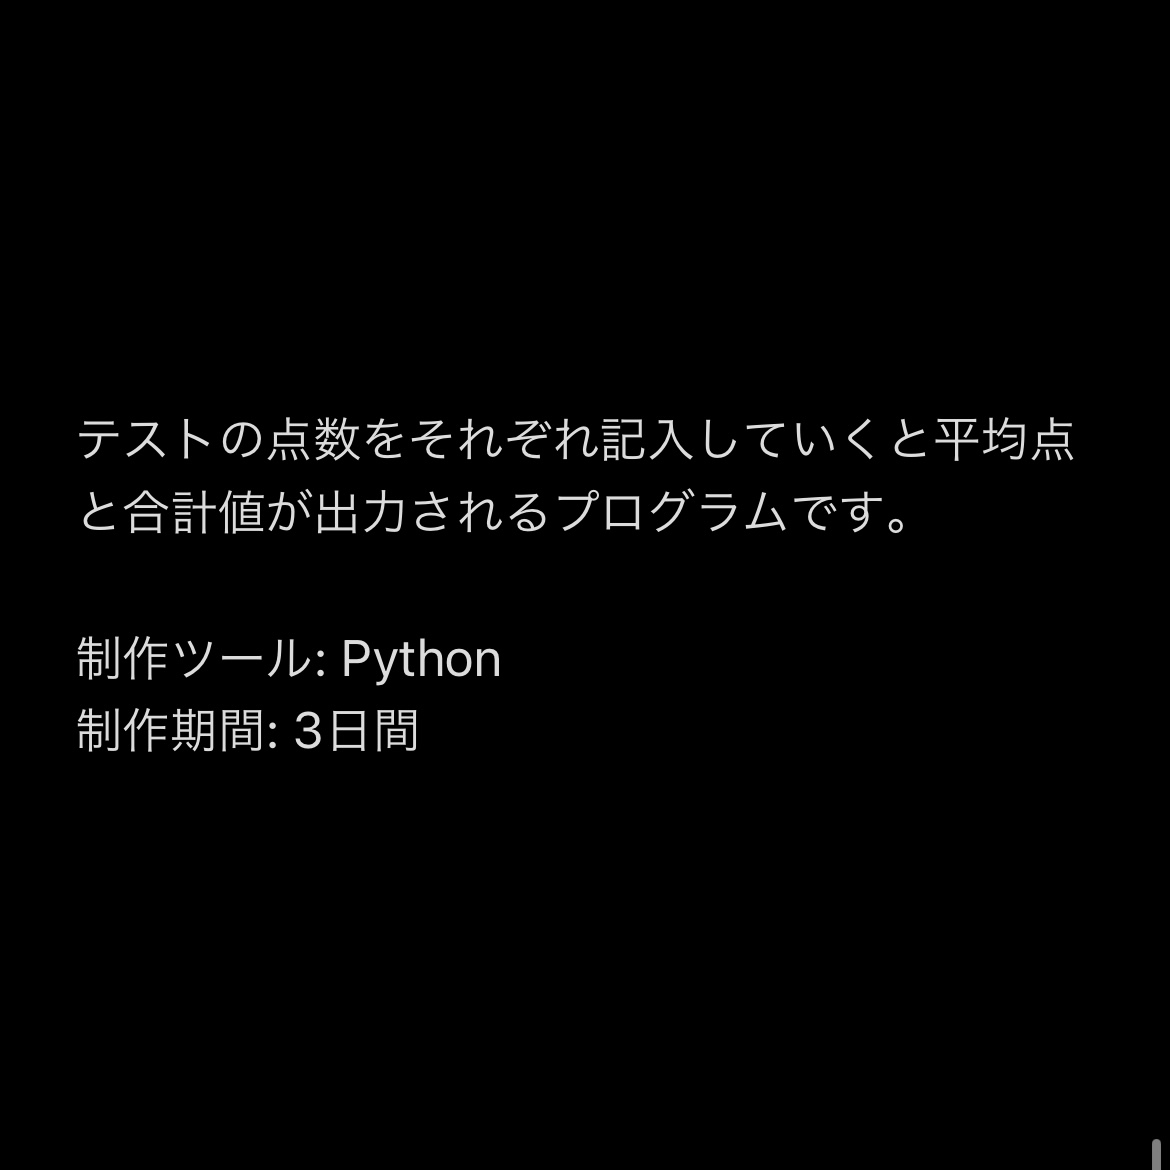 テストの点数をそれぞれ記入していくと平均点
と合計値が出力されるプログラムです。
制作ツール: Python
制作期間: 3日間